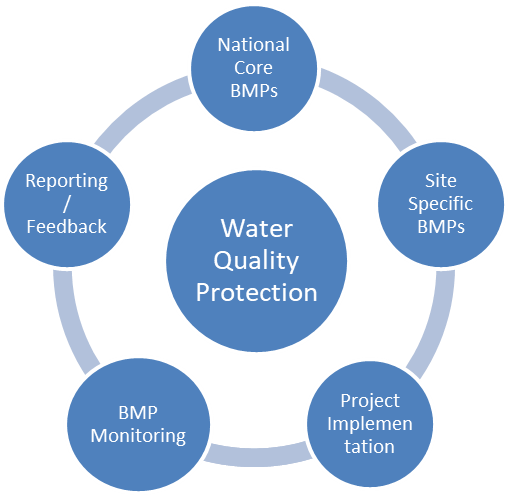 National
Core
BMPs
Site
Specific
BMPs
Project
Implemen
tation
BMP
Monitoring
Reporting
/
Feedback
Water
Quality
Protection